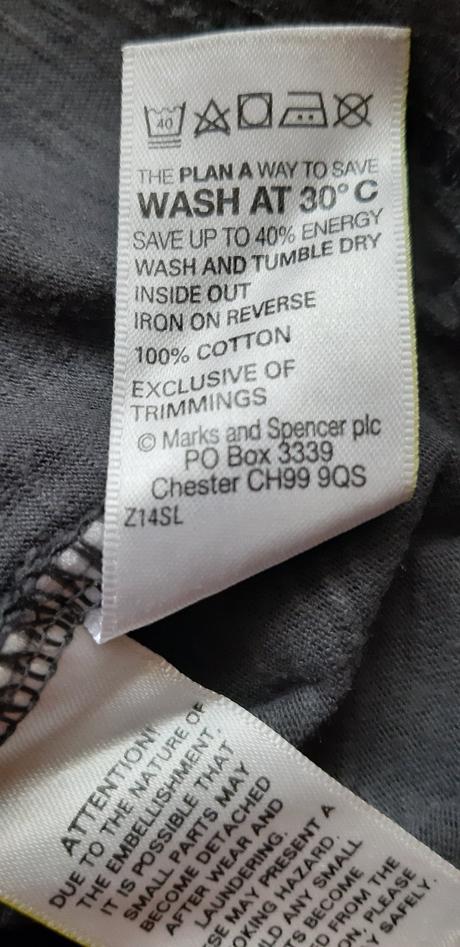 40
THE PLAN A WAY TO SAVE
WASH AT 30°C
SAVE UP TO 40% ENERGY
WASH AND TUMBLE DRY
INSIDE OUT
IRON ON REVERSE
100% COTTON
EXCLUSIVE OF
TRIMMINGS
© Marks and Spencer plc
PO Box 3339
Chester CH99 9QS
Z14SL
ATTENTION!
DUE TO THE NATURE OF
THE EMBELLISHMENT,
IT IS POSSIBLE THAT
SMALL PARTS MAY
BECOME DETACHED
AFTER WEAR AND
LAUNDERING.
MAY PRESENT A
HAZARD.
ANY SMALL
BECOME
FROM THE
PLEASE
SAFELY.